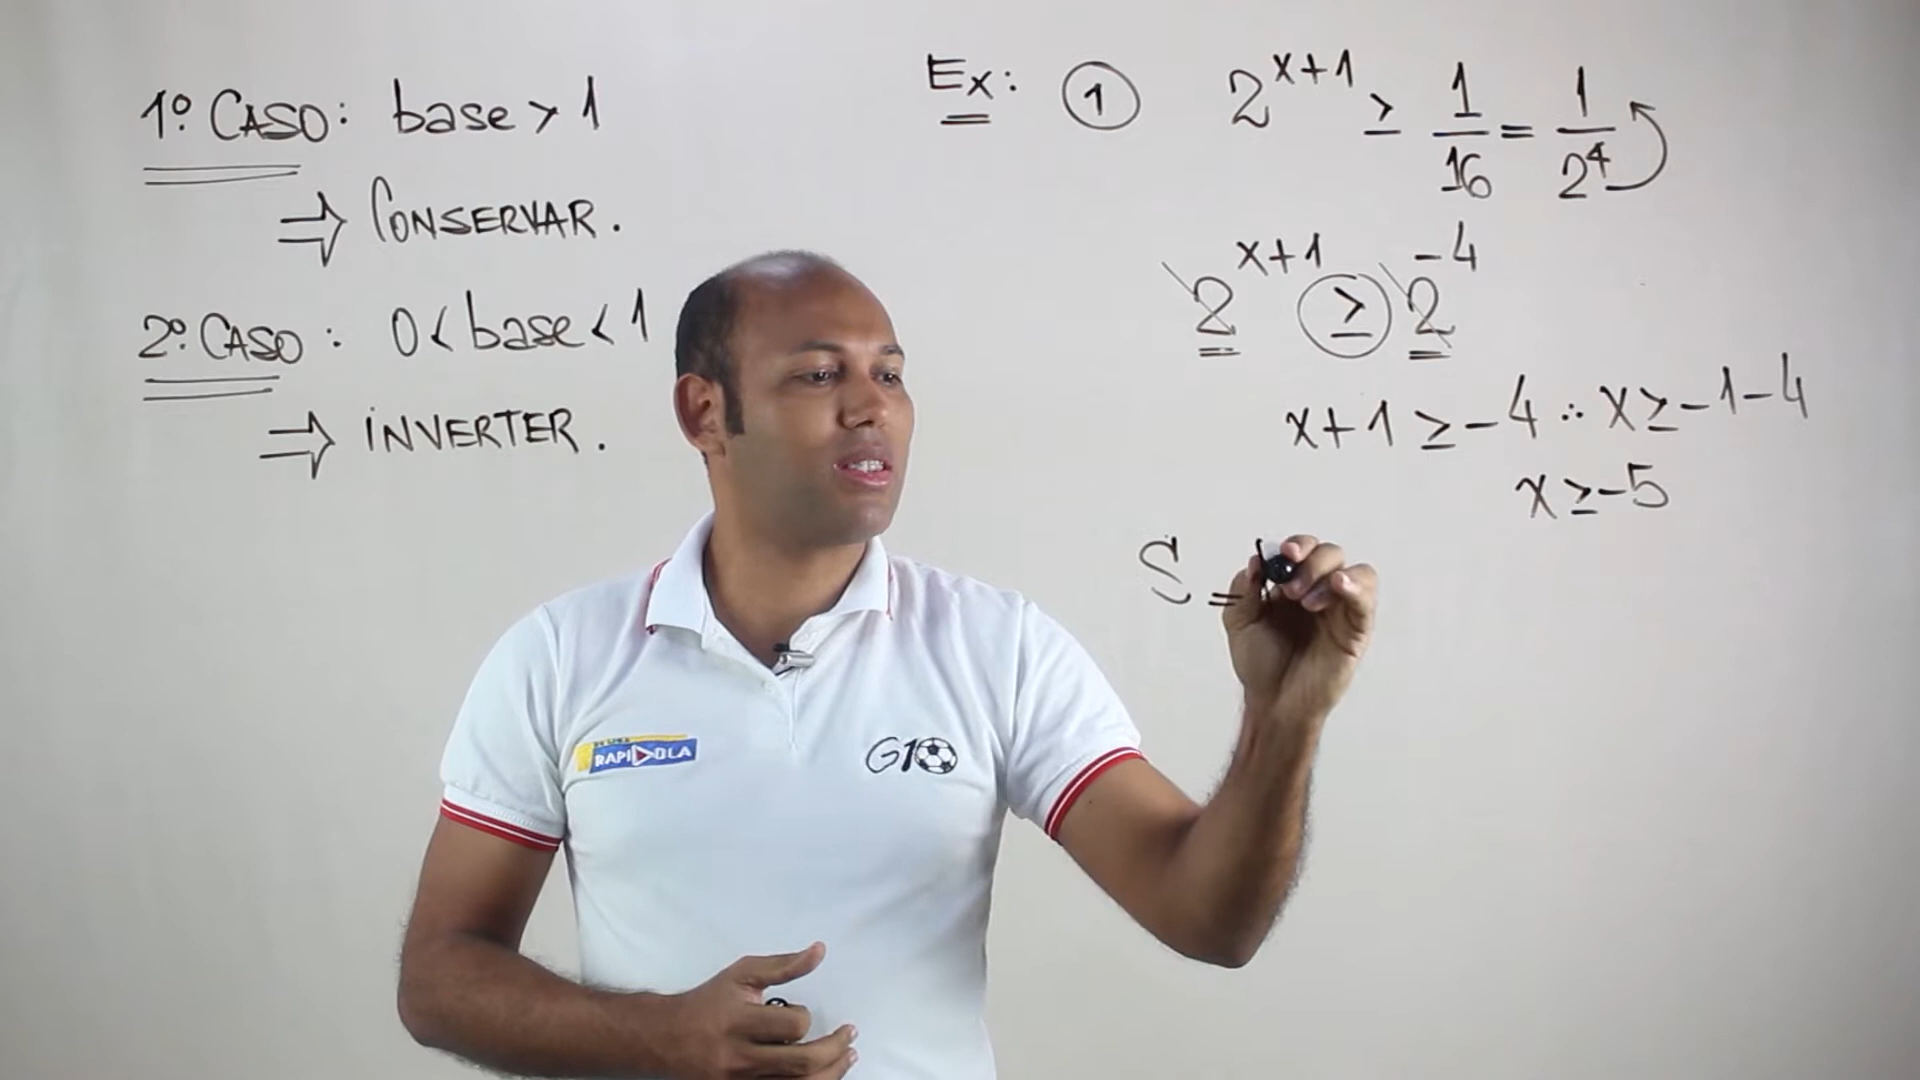 1º CASO: base > 1
⇒ CONSERVAR.
2º CASO: 0 < base < 1
⇒ INVERTER.
Ex: ① 2^(x+1) ≥ 1/16 = 1/2^4
2^(x+1) ≥ 2^(-4)
x+1 ≥ -4 ∴ x ≥ -1-4
x ≥ -5
S =
RAPIDOLA
G10